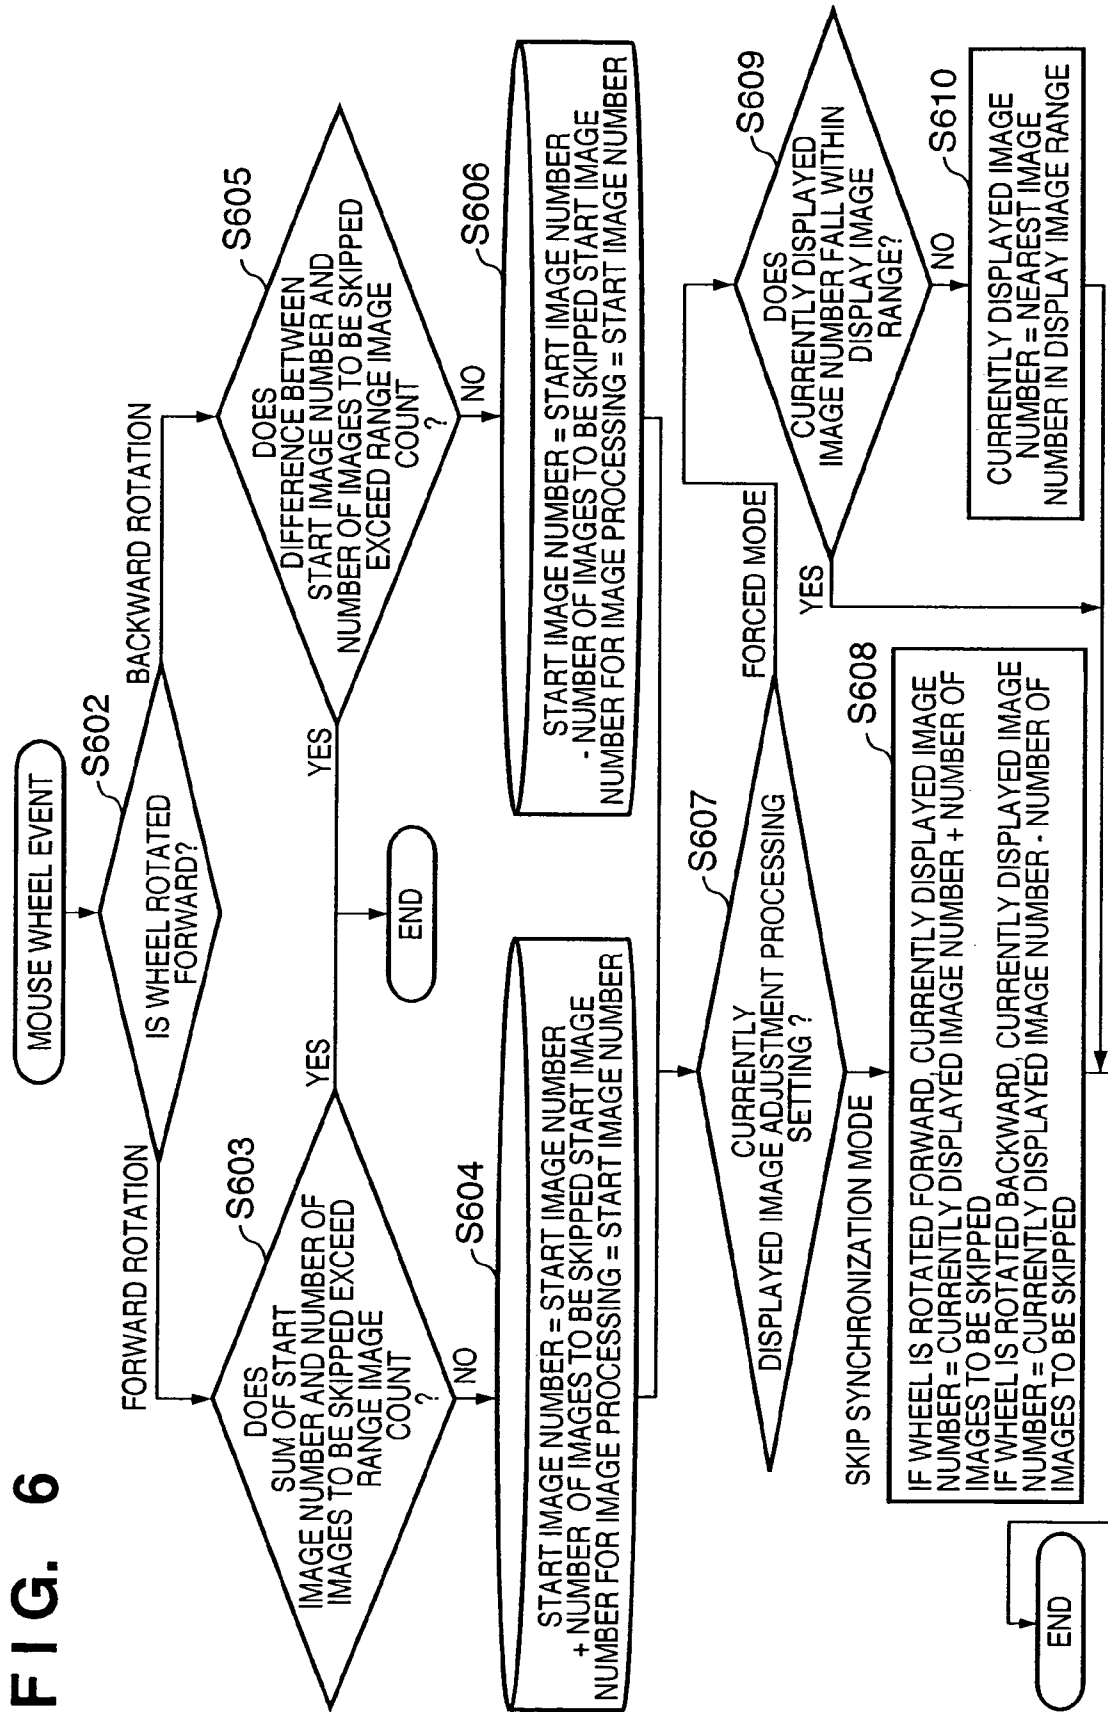 FIG. 6
MOUSE WHEEL EVENT
S602
IS WHEEL ROTATED
FORWARD?
FORWARD ROTATION
BACKWARD ROTATION
S603
DOES
SUM OF START
IMAGE NUMBER AND NUMBER OF
IMAGES TO BE SKIPPED EXCEED
RANGE IMAGE
COUNT
?
YES
NO
S605
DOES
DIFFERENCE BETWEEN
START IMAGE NUMBER AND
NUMBER OF IMAGES TO BE SKIPPED
EXCEED RANGE IMAGE
COUNT
?
YES
NO
END
S604
START IMAGE NUMBER = START IMAGE NUMBER
+ NUMBER OF IMAGES TO BE SKIPPED START IMAGE
NUMBER FOR IMAGE PROCESSING = START IMAGE NUMBER
S606
START IMAGE NUMBER = START IMAGE NUMBER
- NUMBER OF IMAGES TO BE SKIPPED START IMAGE
NUMBER FOR IMAGE PROCESSING = START IMAGE NUMBER
S607
CURRENTLY
DISPLAYED IMAGE ADJUSTMENT PROCESSING
SETTING ?
SKIP SYNCHRONIZATION MODE
FORCED MODE
S608
IF WHEEL IS ROTATED FORWARD, CURRENTLY DISPLAYED IMAGE
NUMBER = CURRENTLY DISPLAYED IMAGE NUMBER + NUMBER OF
IMAGES TO BE SKIPPED
IF WHEEL IS ROTATED BACKWARD, CURRENTLY DISPLAYED IMAGE
NUMBER = CURRENTLY DISPLAYED IMAGE NUMBER - NUMBER OF
IMAGES TO BE SKIPPED
S609
DOES
CURRENTLY DISPLAYED
IMAGE NUMBER FALL WITHIN
DISPLAY IMAGE
RANGE?
YES
NO
S610
CURRENTLY DISPLAYED IMAGE
NUMBER = NEAREST IMAGE
NUMBER IN DISPLAY IMAGE RANGE
END